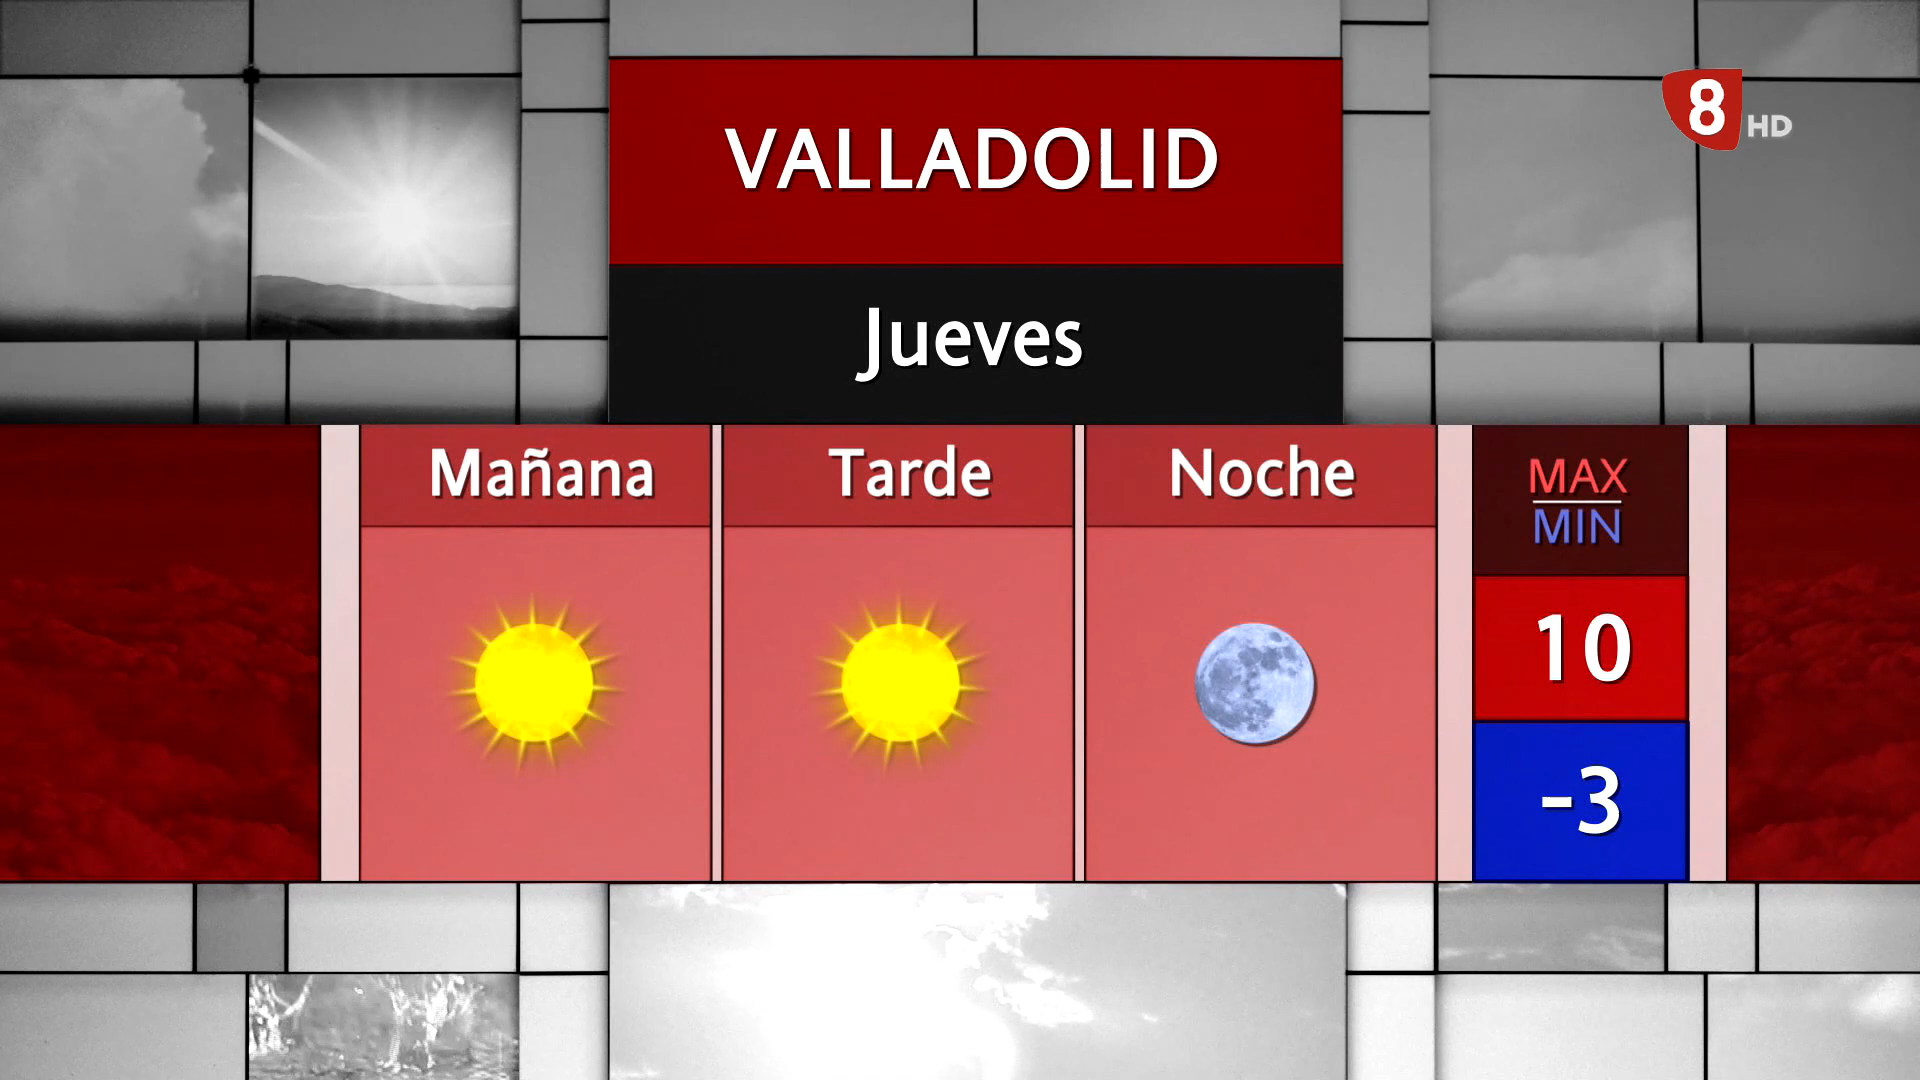 VALLADOLID
8 HD
Jueves
Mañana
Tarde
Noche
MAX
MIN
10
-3